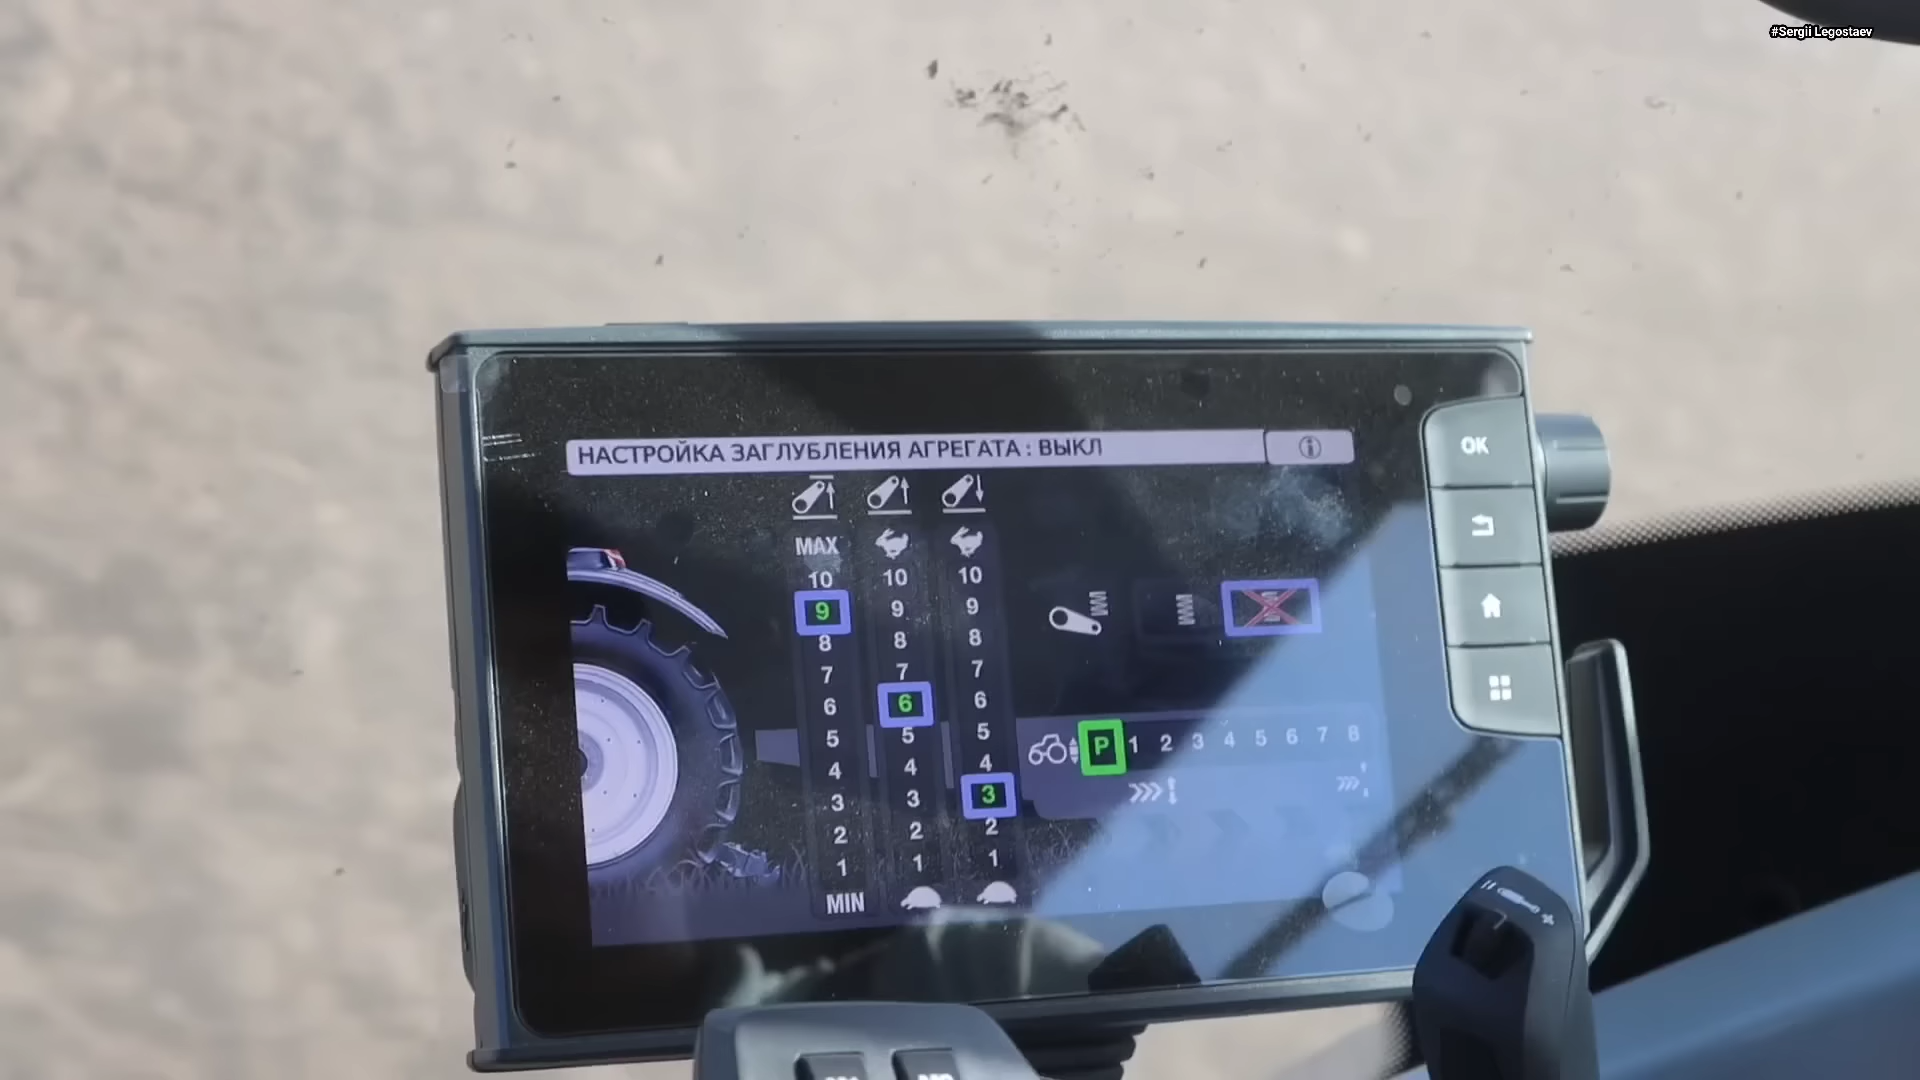 #Sergii Legostaev
НАСТРОЙКА ЗАГЛУБЛЕНИЯ АГРЕГАТА : ВЫКЛ
OK
MAX
10 10 10
9 9 9
8 8 8
7 7 7
6 6 6
5 5 5
4 4 4
3 3 3
2 2 2
1 1 1
MIN
P 1 2 3 4 5 6 7 8